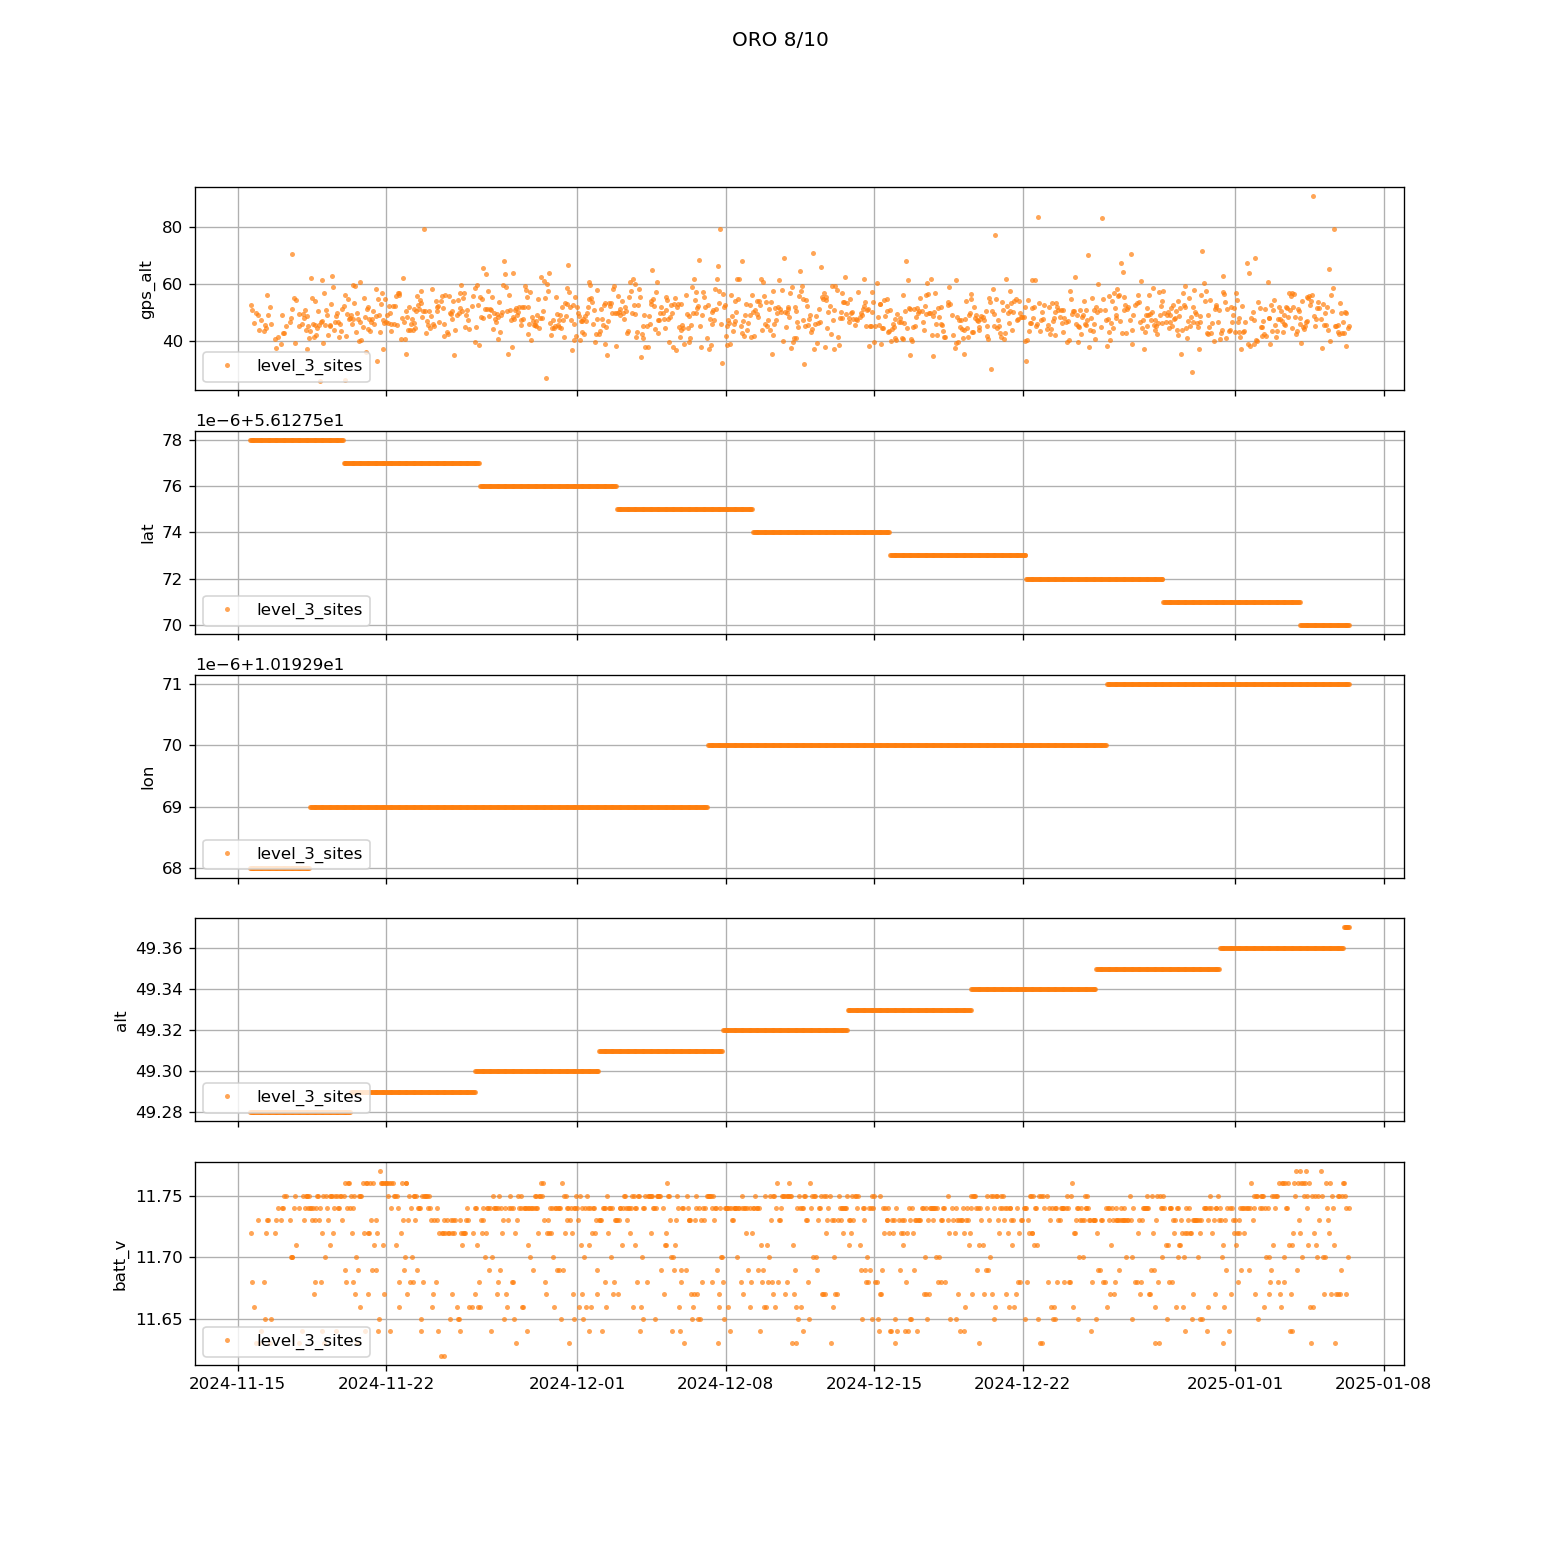 ORO 8/10
80
60
40
gps_alt
level_3_sites
1e−6+5.61275e1
78
76
74
72
70
lat
level_3_sites
1e−6+1.01929e1
71
70
69
68
lon
level_3_sites
49.36
49.34
49.32
49.30
49.28
alt
level_3_sites
11.75
11.70
11.65
batt_v
level_3_sites
2024-11-15 2024-11-22 2024-12-01 2024-12-08 2024-12-15 2024-12-22 2025-01-01 2025-01-08